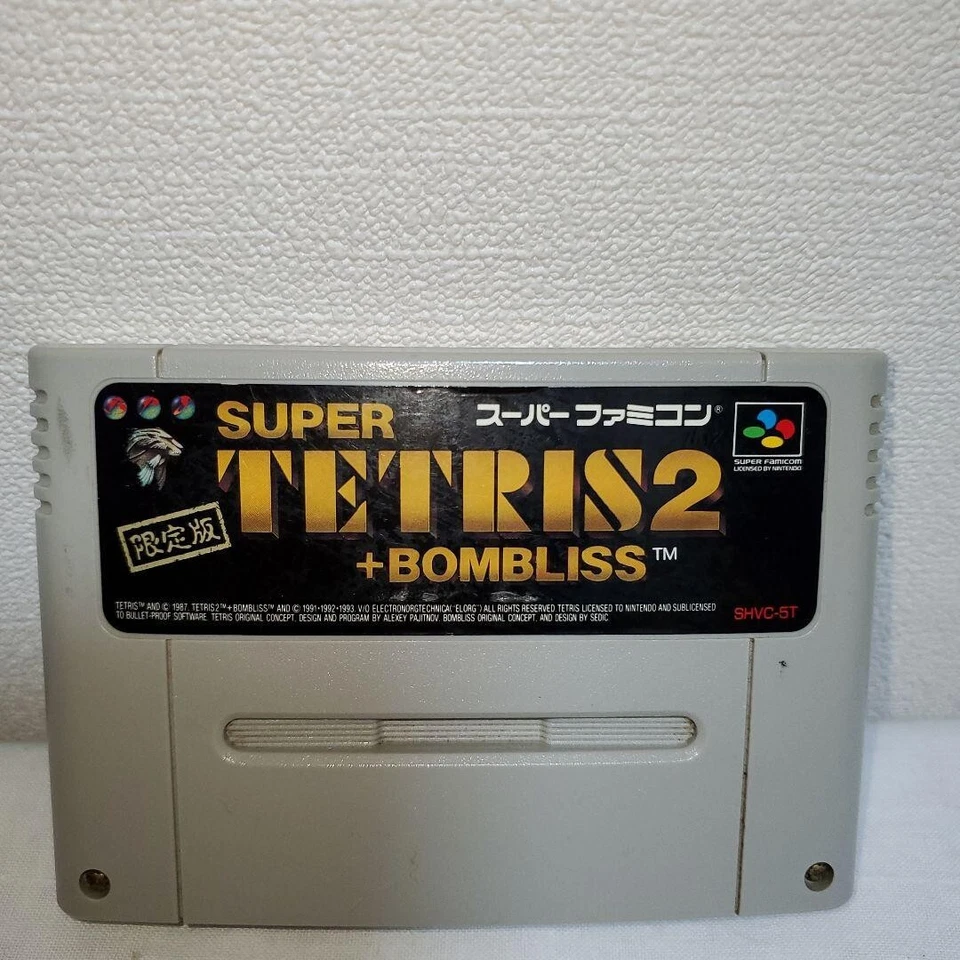 SUPER
スーパーファミコン®
TETRIS2
+BOMBLISS™
限定版
SUPER FAMICOM
LICENSED BY NINTENDO
TETRIS™ AND © 1987. TETRIS2™+BOMBLISS™ AND © 1991•1992•1993. V/O ELECTRONORGTECHNICA("ELORG") ALL RIGHTS RESERVED TETRIS LICENSED TO NINTENDO AND SUBLICENSED
TO BULLET-PROOF SOFTWARE. TETRIS ORIGINAL CONCEPT, DESIGN AND PROGRAM BY ALEXEY PAJITNOV. BOMBLISS ORIGINAL CONCEPT, AND DESIGN BY SEDIC
SHVC-5T